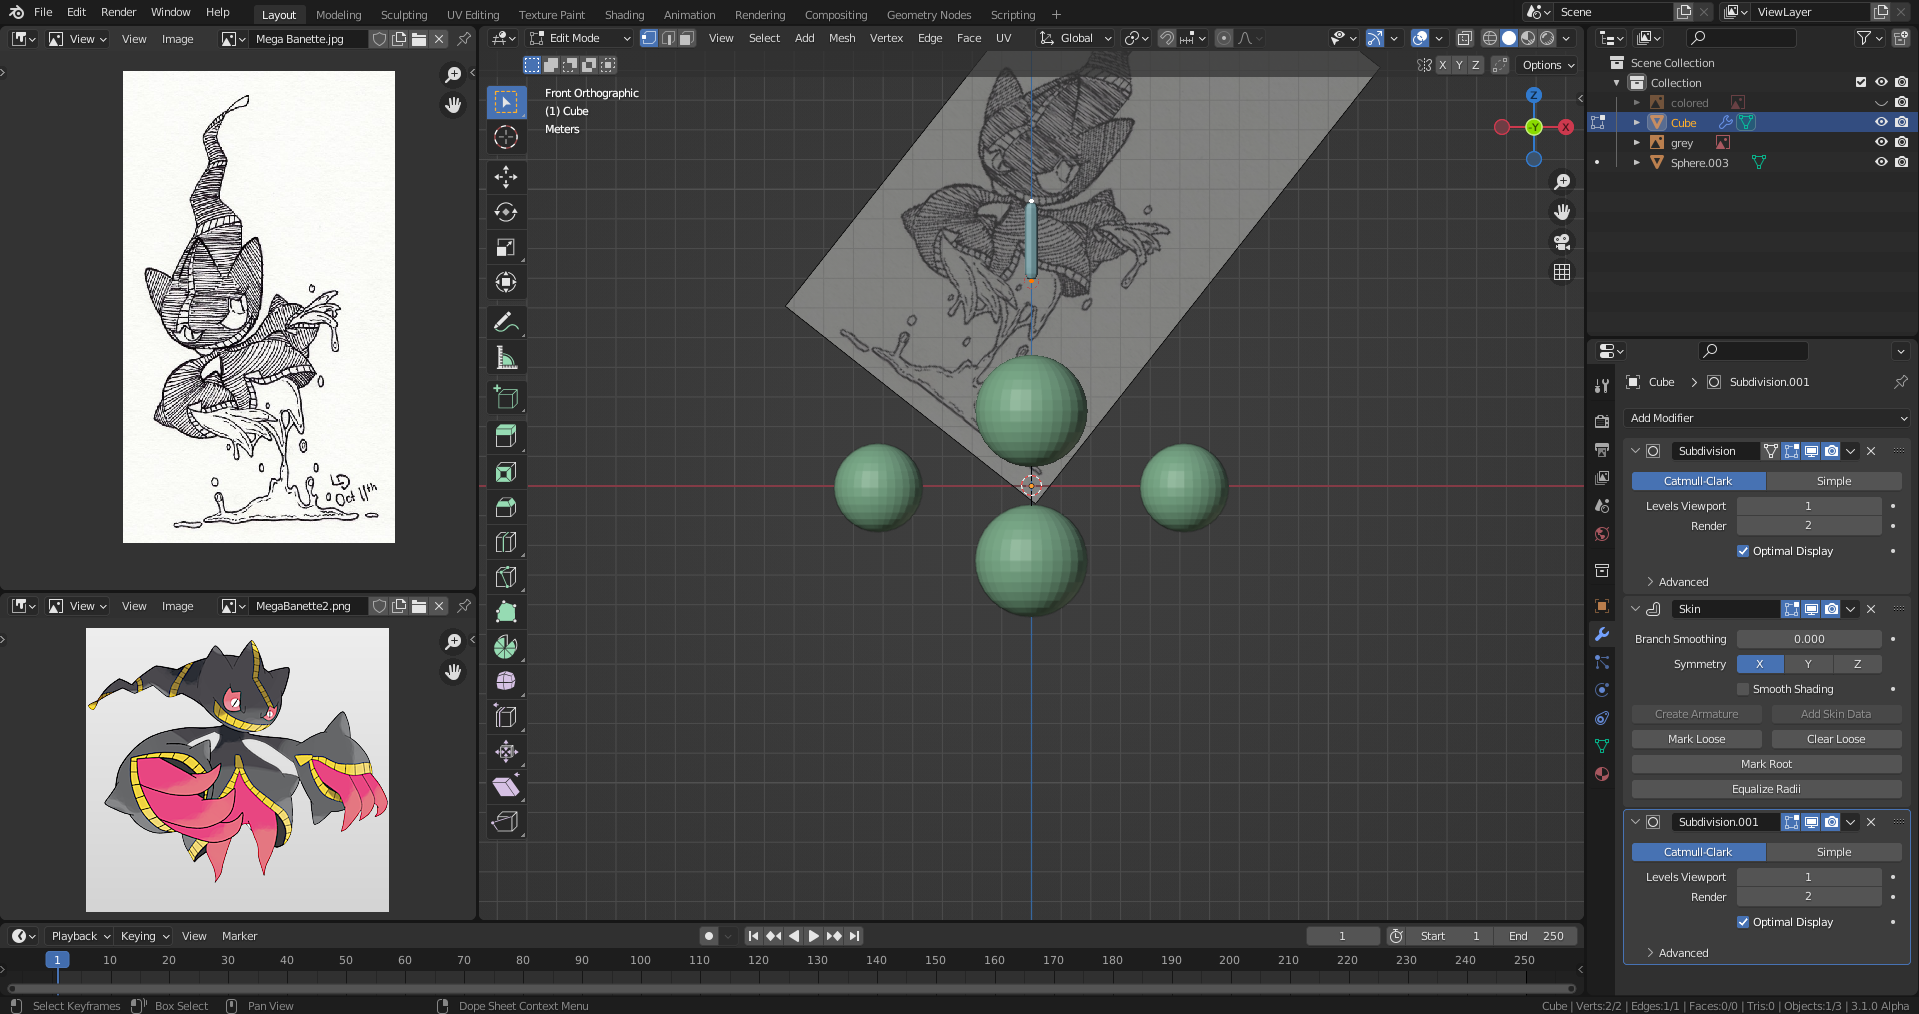 File Edit Render Window Help
Layout Modeling Sculpting UV Editing Texture Paint Shading Animation Rendering Compositing Geometry Nodes Scripting +
Scene
ViewLayer
View View Image Mega Banette.jpg
Edit Mode View Select Add Mesh Vertex Edge Face UV Global
X Y Z Options
Front Orthographic
(1) Cube
Meters
Z
-Y X
Scene Collection
Collection
colored
Cube
grey
Sphere.003
LD
Oct 11th
View View Image MegaBanette2.png
Cube > Subdivision.001
Add Modifier
Subdivision
Catmull-Clark Simple
Levels Viewport 1
Render 2
Optimal Display
Advanced
Skin
Branch Smoothing 0.000
Symmetry X Y Z
Smooth Shading
Create Armature Add Skin Data
Mark Loose Clear Loose
Mark Root
Equalize Radii
Subdivision.001
Catmull-Clark Simple
Levels Viewport 1
Render 2
Optimal Display
Advanced
Playback Keying View Marker
1 Start 1 End 250
1 10 20 30 40 50 60 70 80 90 100 110 120 130 140 150 160 170 180 190 200 210 220 230 240 250
Select Keyframes Box Select Pan View Dope Sheet Context Menu
Cube | Verts:2/2 | Edges:1/1 | Faces:0/0 | Tris:0 | Objects:1/3 | 3.1.0 Alpha